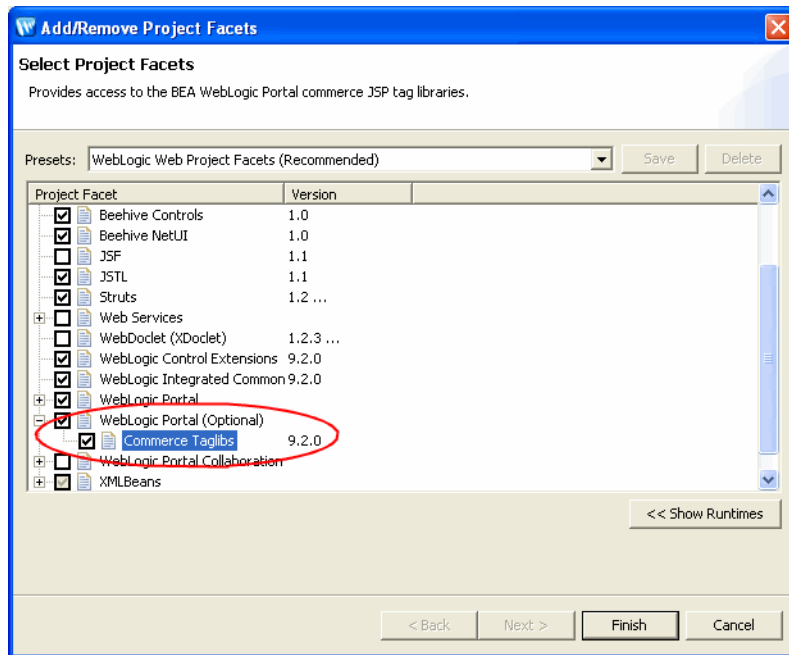 Add/Remove Project Facets
Select Project Facets
Provides access to the BEA WebLogic Portal commerce JSP tag libraries.
Presets: WebLogic Web Project Facets (Recommended) Save Delete
Project Facet Version
Beehive Controls 1.0
Beehive NetUI 1.0
JSF 1.1
JSTL 1.1
Struts 1.2 ...
Web Services
WebDoclet (XDoclet) 1.2.3 ...
WebLogic Control Extensions 9.2.0
WebLogic Integrated Common 9.2.0
WebLogic Portal
WebLogic Portal (Optional)
Commerce Taglibs 9.2.0
WebLogic Portal Collaboration
XMLBeans
<< Show Runtimes
< Back Next > Finish Cancel